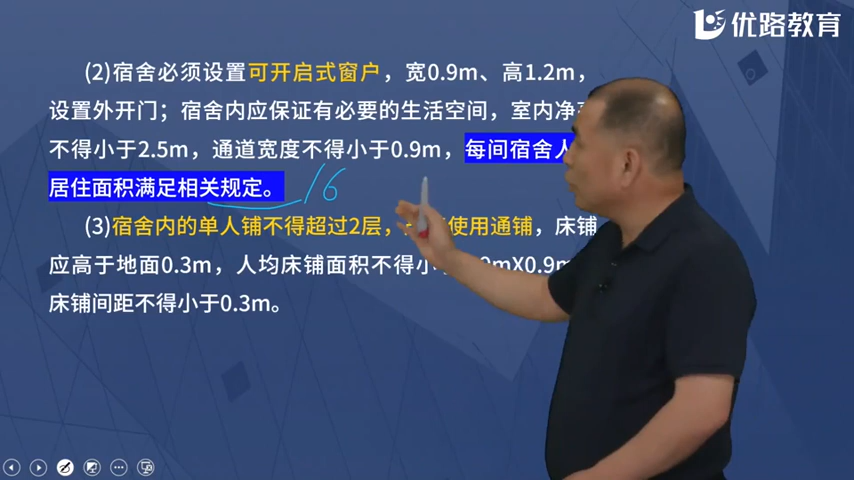 优路教育
(2)宿舍必须设置可开启式窗户，宽0.9m、高1.2m，
设置外开门；宿舍内应保证有必要的生活空间，室内净
不得小于2.5m，通道宽度不得小于0.9m，每间宿舍人
居住面积满足相关规定。16
(3)宿舍内的单人铺不得超过2层，使用通铺，床铺
应高于地面0.3m，人均床铺面积不得小 mX0.9m
床铺间距不得小于0.3m。